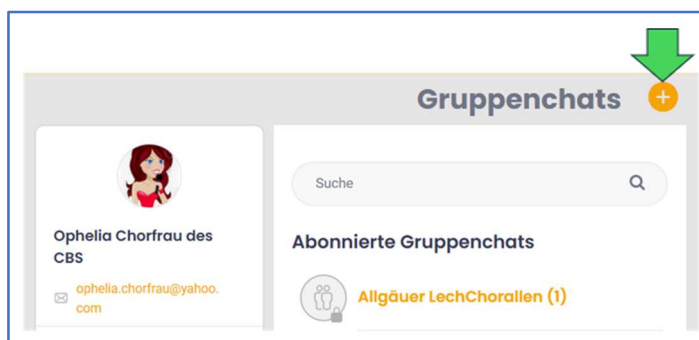 Gruppenchats
Ophelia Chorfrau des
CBS
ophelia.chorfrau@yahoo.
com
Suche
Abonnierte Gruppenchats
Allgäuer LechChorallen (1)